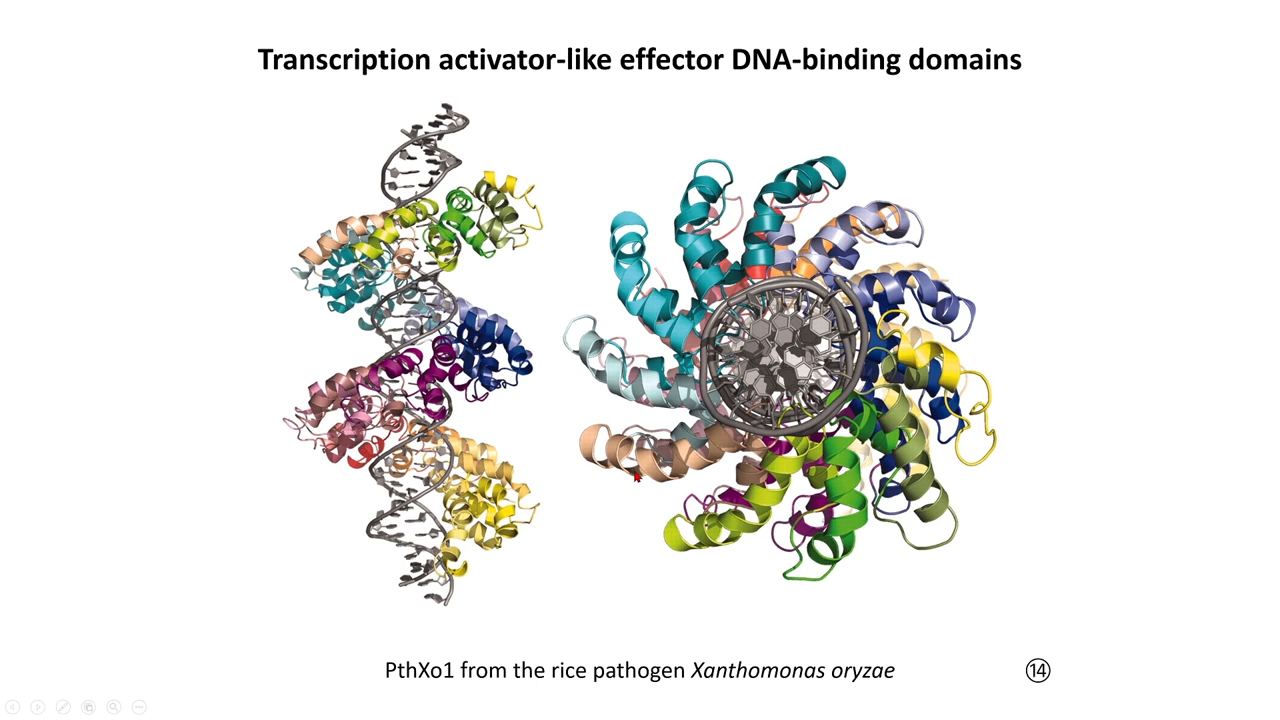 Transcription activator-like effector DNA-binding domains
PthXo1 from the rice pathogen Xanthomonas oryzae
⑭